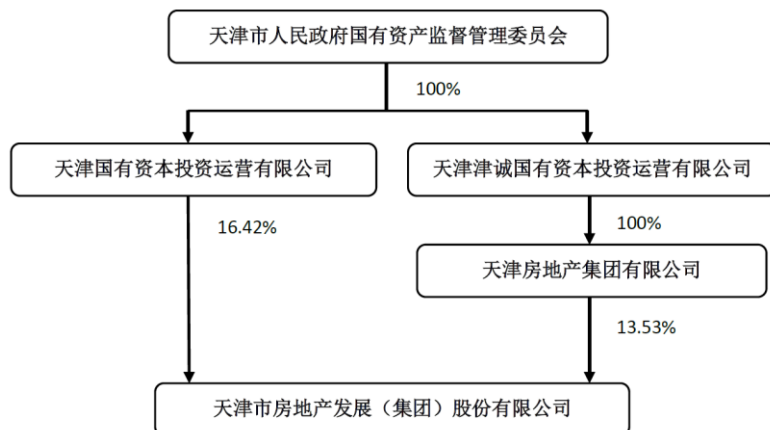 天津市人民政府国有资产监督管理委员会
100%
天津国有资本投资运营有限公司
天津津诚国有资本投资运营有限公司
16.42%
100%
天津房地产集团有限公司
13.53%
天津市房地产发展（集团）股份有限公司